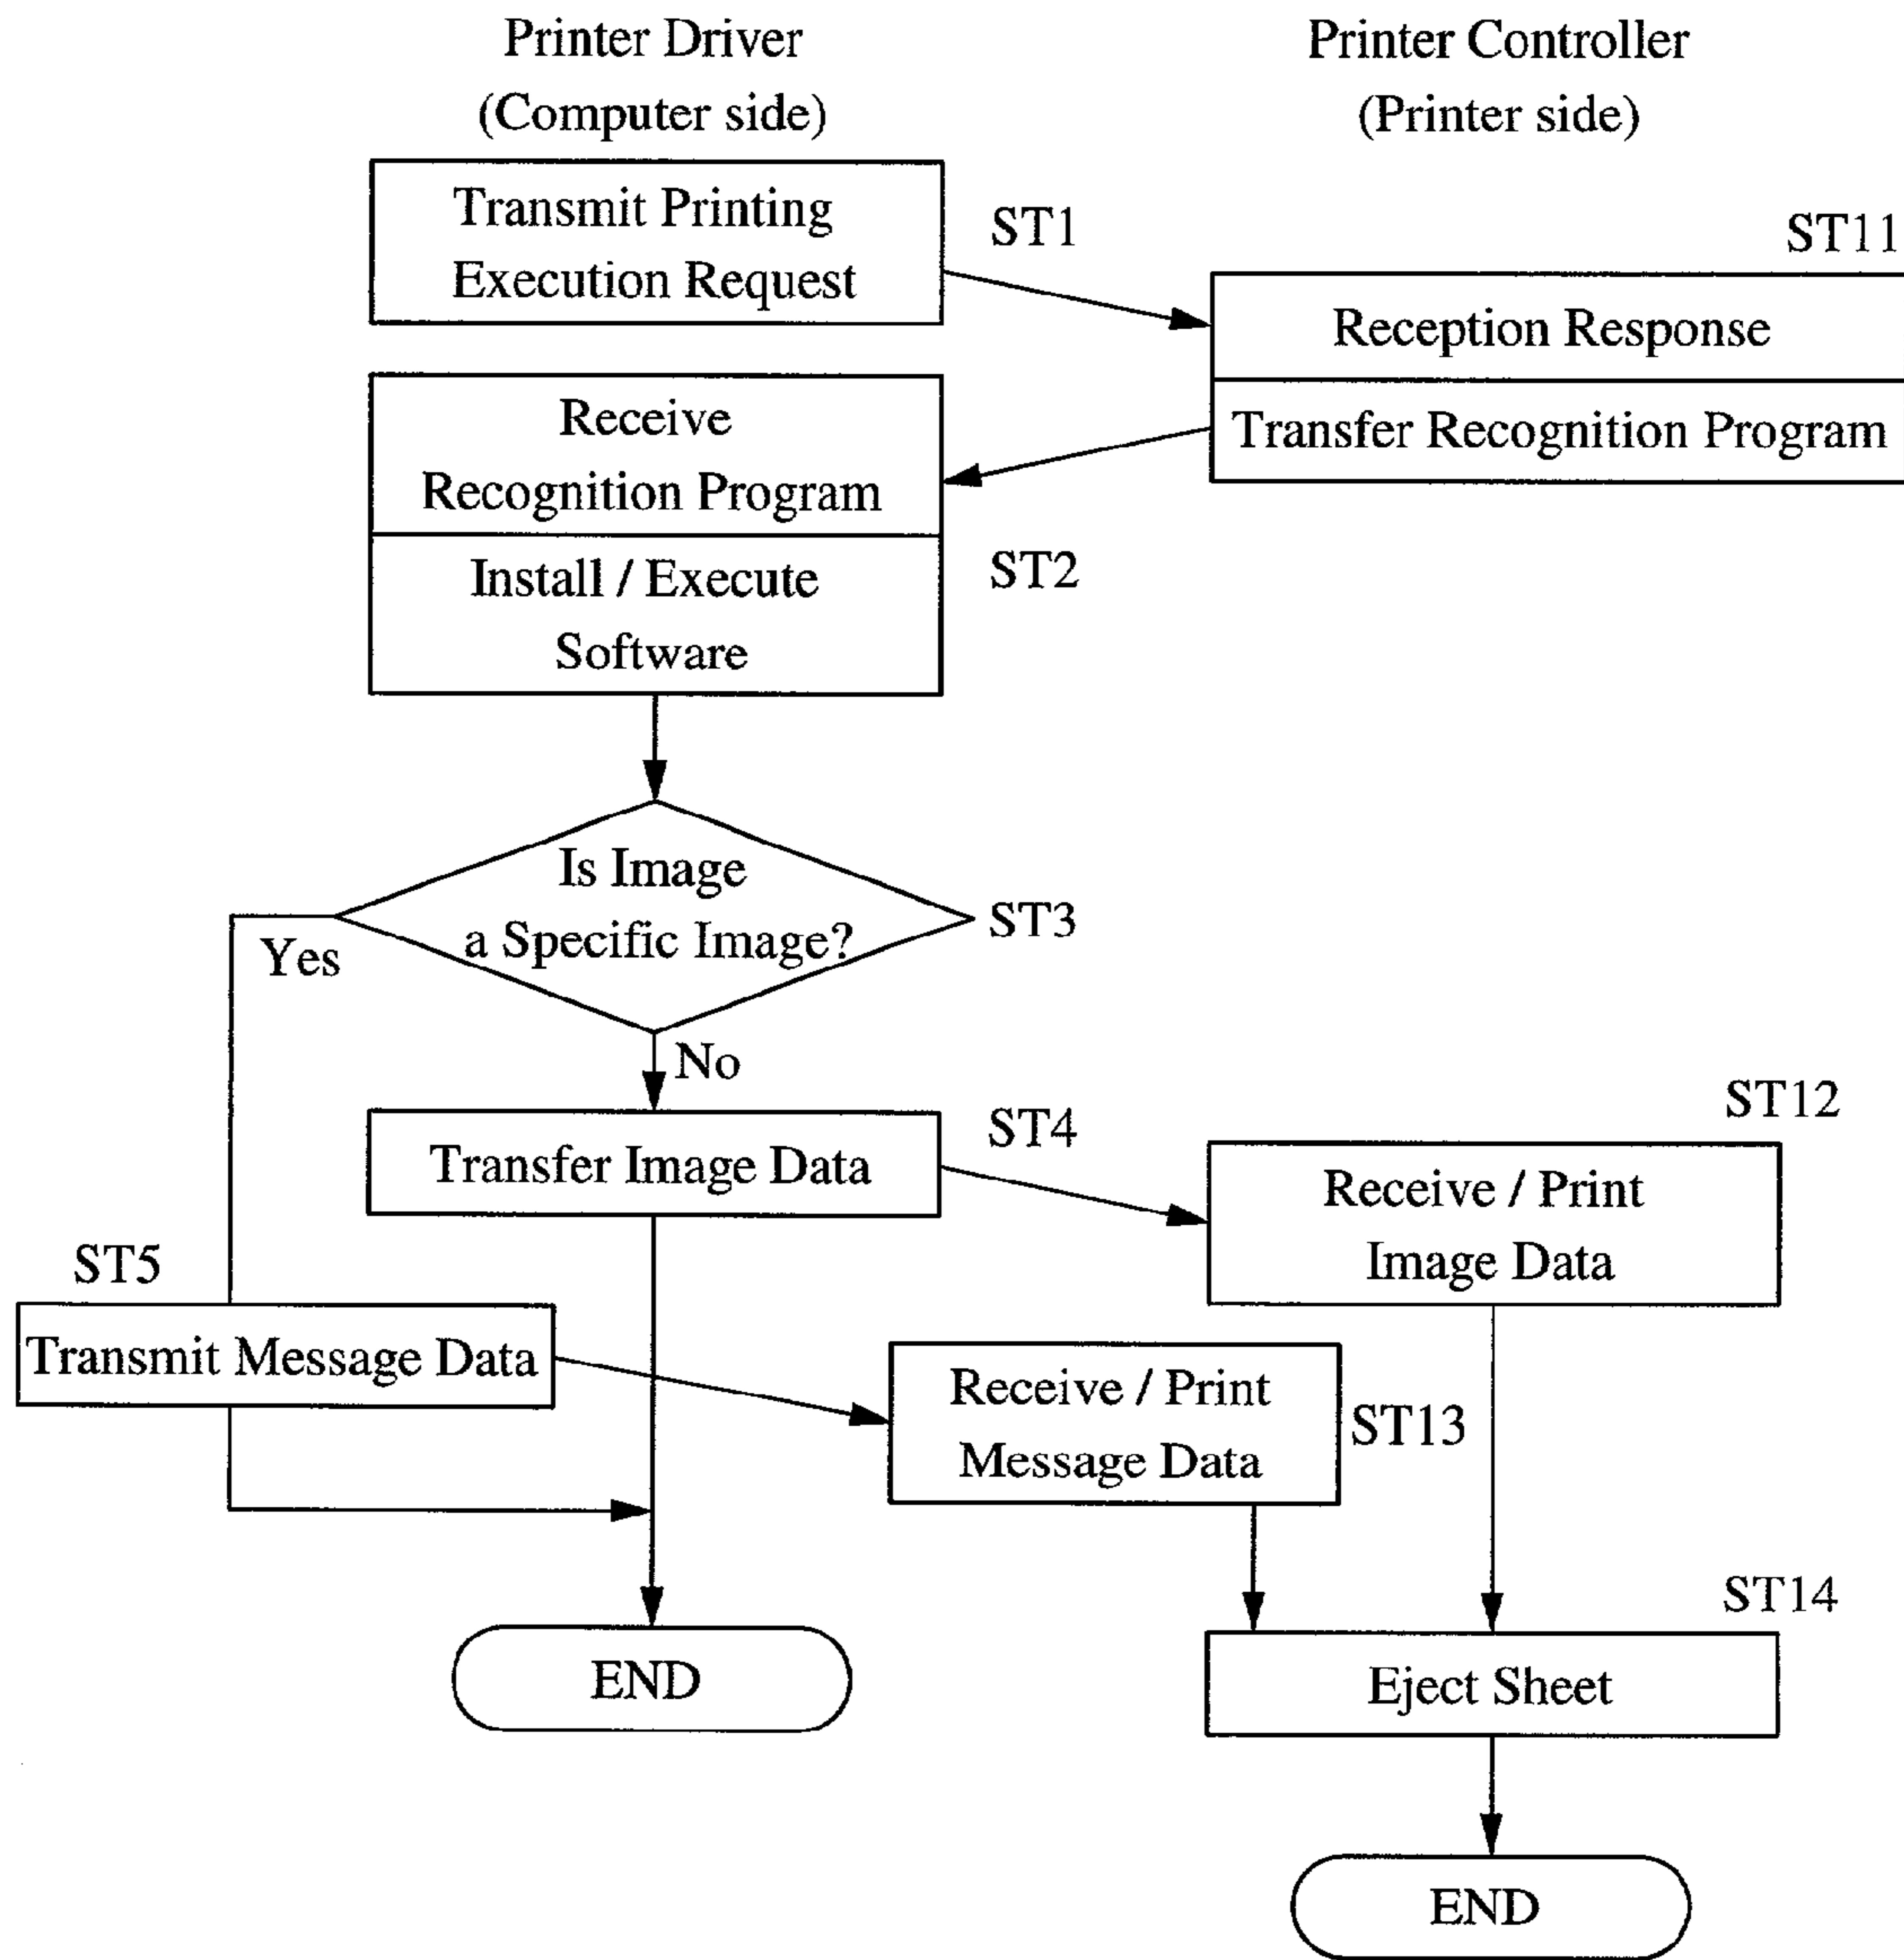 Printer Driver
(Computer side)
Printer Controller
(Printer side)
Transmit Printing
Execution Request
ST1
ST11
Reception Response
Transfer Recognition Program
Receive
Recognition Program
Install / Execute
Software
ST2
Is Image
a Specific Image?
ST3
Yes
No
Transfer Image Data
ST4
ST12
Receive / Print
Image Data
ST5
Transmit Message Data
Receive / Print
Message Data
ST13
ST14
END
Eject Sheet
END